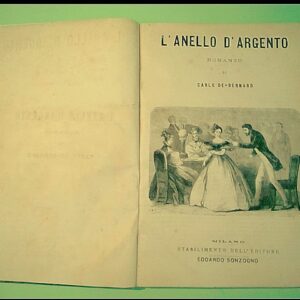 L'ANELLO D'ARGENTO
ROMANZO
DI
CARLO DE-BERNARD
MILANO
STABILIMENTO DELL'EDITORE
EDOARDO SONZOGNO